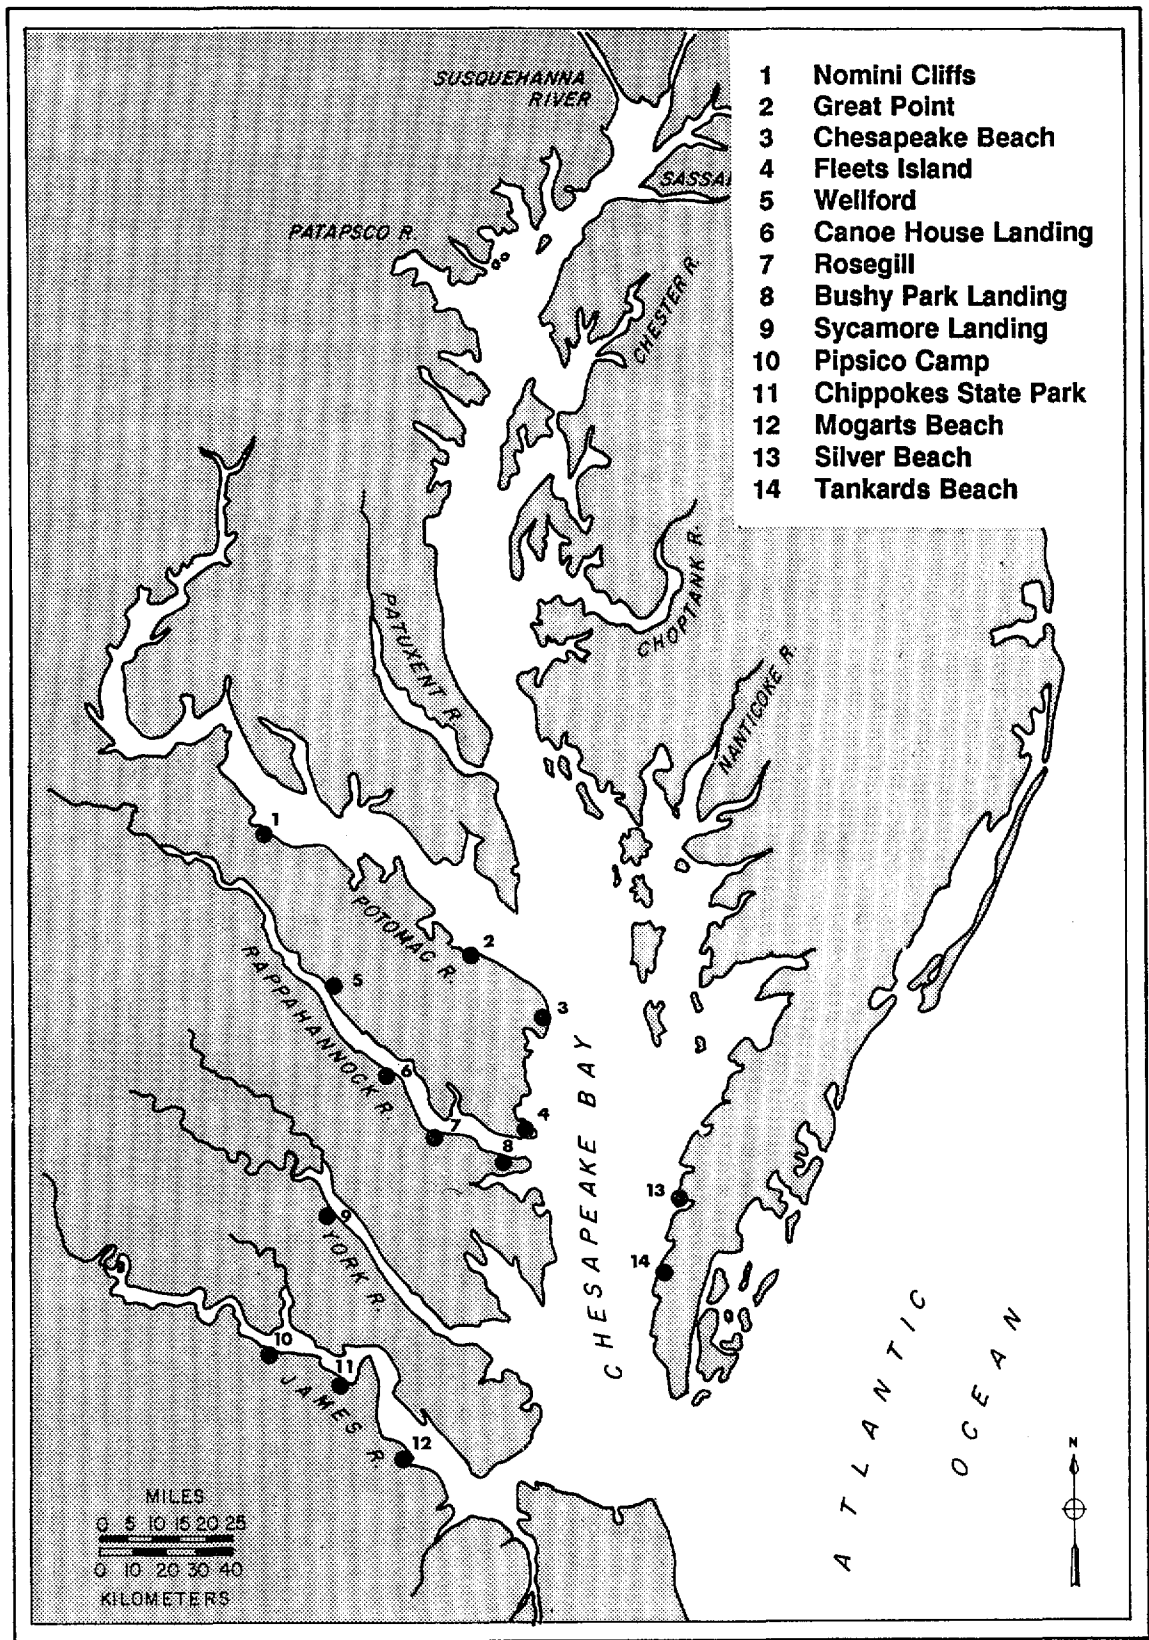 SUSQUEHANNA
RIVER
1 Nomini Cliffs
2 Great Point
3 Chesapeake Beach
4 Fleets Island
5 Wellford
6 Canoe House Landing
7 Rosegill
8 Bushy Park Landing
9 Sycamore Landing
10 Pipsico Camp
11 Chippokes State Park
12 Mogarts Beach
13 Silver Beach
14 Tankards Beach
SASSA
PATAPSCO R.
CHESTER R.
CHOPTANK R.
PATUXENT R.
NANTICOKE R.
1
POTOMAC R.
2
RAPPAHANNOCK R.
5
3
6
4
7
8
CHESAPEAKE BAY
13
9
YORK R.
14
10
11
JAMES R.
12
ATLANTIC
OCEAN
N
MILES
0 5 10 15 20 25
0 10 20 30 40
KILOMETERS